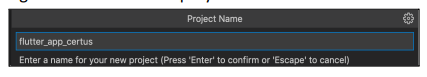 Project Name
flutter_app_certus
Enter a name for your new project (Press 'Enter' to confirm or 'Escape' to cancel)